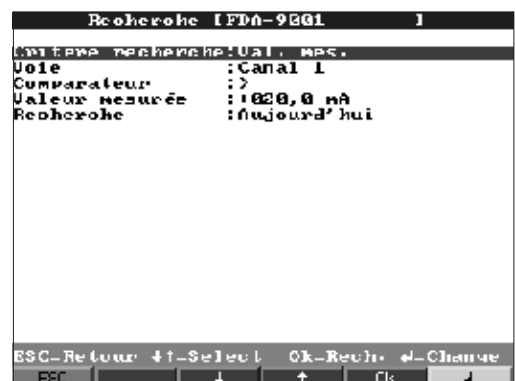 Recherche [FDA-9001 ]
Critere recherche:Val. mes.
Voie :Canal 1
Comparateur :>
Valeur mesurée :+020,0 mA
Recherche :Aujourd'hui
ESC-Retour ↓↑-Select Ok-Rech. ↵-Change
ESC ↓ ↑ Ok ↵